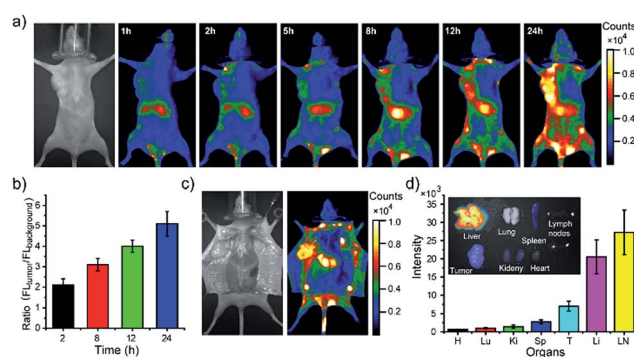 a)
1h
2h
5h
8h
12h
24h
Counts
x 10⁴
1.0
0.8
0.6
0.4
0.2
b)
Ratio (FLtumor/FLbackground)
6
5
4
3
2
1
0
2
8
12
24
Time (h)
c)
Counts
x 10⁴
1.0
0.8
0.6
0.4
0.2
d)
×10³
Intensity
35
30
25
20
15
10
5
0
Liver
Lung
Spleen
Lymph
nodes
Tumor
Kideny
Heart
H
Lu
Ki
Sp
T
Li
LN
Organs